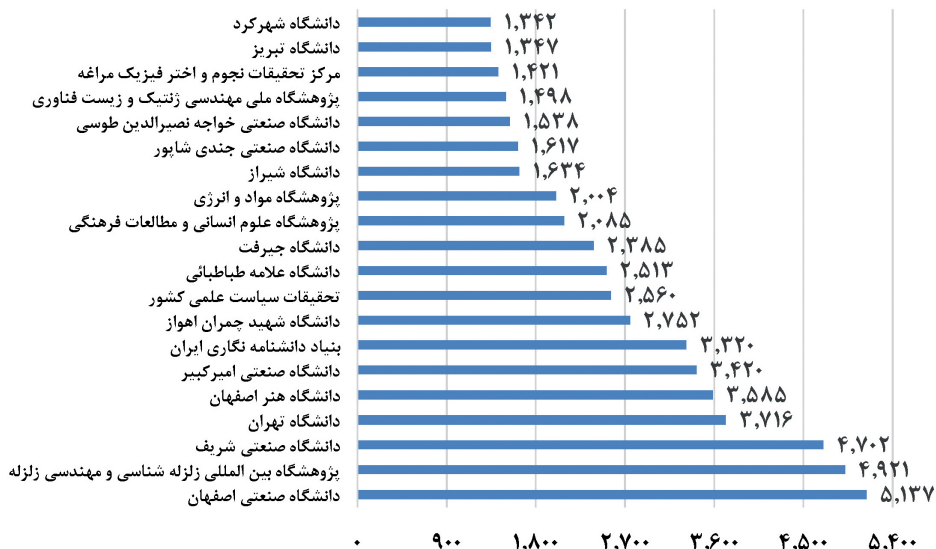 دانشگاه شهرکرد ۱,۳۴۲
دانشگاه تبریز ۱,۳۴۷
مرکز تحقیقات نجوم و اختر فیزیک مراغه ۱,۴۲۱
پژوهشگاه ملی مهندسی ژنتیک و زیست فناوری ۱,۴۹۸
دانشگاه صنعتی خواجه نصیرالدین طوسی ۱,۵۳۸
دانشگاه صنعتی جندی شاپور ۱,۶۱۷
دانشگاه شیراز ۱,۶۳۴
پژوهشگاه مواد و انرژی ۲,۰۰۴
پژوهشگاه علوم انسانی و مطالعات فرهنگی ۲,۰۸۵
دانشگاه جیرفت ۲,۳۸۵
دانشگاه علامه طباطبائی ۲,۵۱۳
تحقیقات سیاست علمی کشور ۲,۵۶۰
دانشگاه شهید چمران اهواز ۲,۷۵۲
بنیاد دانشنامه نگاری ایران ۳,۳۲۰
دانشگاه صنعتی امیرکبیر ۳,۴۲۰
دانشگاه هنر اصفهان ۳,۵۸۵
دانشگاه تهران ۳,۷۱۶
دانشگاه صنعتی شریف ۴,۷۰۲
پژوهشگاه بین المللی زلزله شناسی و مهندسی زلزله ۴,۹۲۱
دانشگاه صنعتی اصفهان ۵,۱۳۷
۰ ۹۰۰ ۱,۸۰۰ ۲,۷۰۰ ۳,۶۰۰ ۴,۵۰۰ ۵,۴۰۰